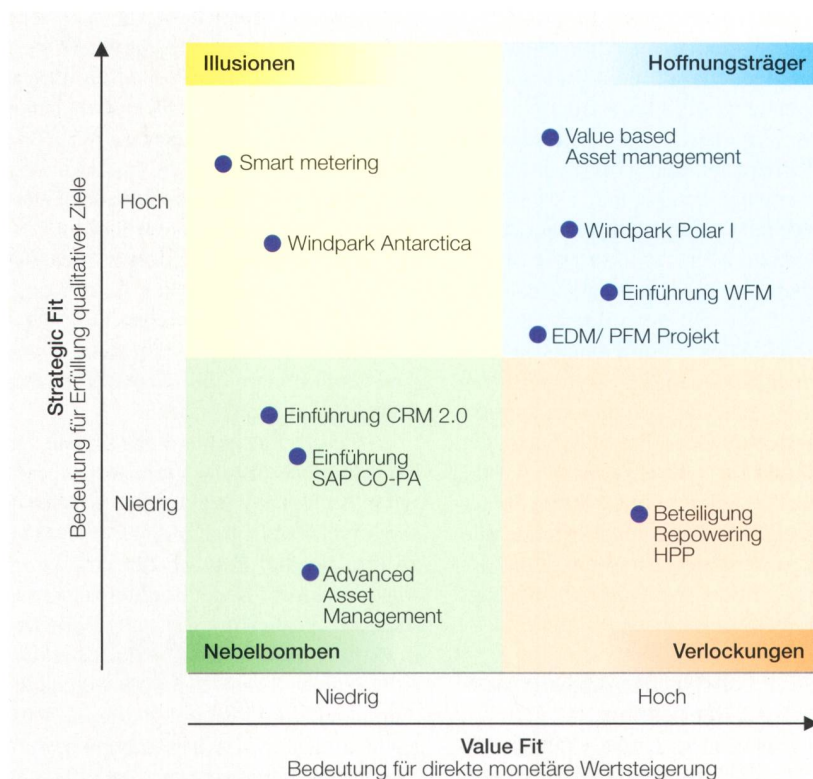 Illusionen
Hoffnungsträger
Smart metering
Value based
Asset management
Hoch
Windpark Antarctica
Windpark Polar I
Einführung WFM
EDM/ PFM Projekt
Strategic Fit
Bedeutung für Erfüllung qualitativer Ziele
Einführung CRM 2.0
Einführung
SAP CO-PA
Niedrig
Beteiligung
Repowering
HPP
Advanced
Asset
Management
Nebelbomben
Verlockungen
Niedrig
Hoch
Value Fit
Bedeutung für direkte monetäre Wertsteigerung